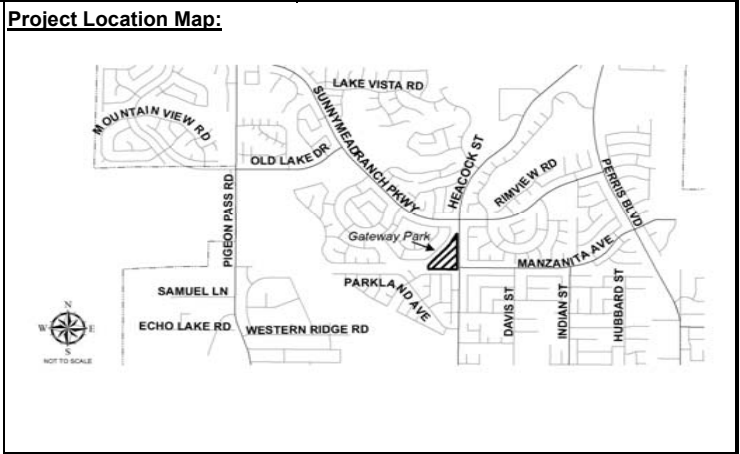 Project Location Map:
LAKE VISTA RD
MOUNTAIN VIEW RD
SUNNYMEAD RANCH PKWY
OLD LAKE DR
HEACOCK ST
RIMVIEW RD
PERRIS BLVD
PIGEON PASS RD
Gateway Park
MANZANITA AVE
PARKLAND AVE
SAMUEL LN
DAVIS ST
INDIAN ST
HUBBARD ST
ECHO LAKE RD
WESTERN RIDGE RD
N
W E
S
NOT TO SCALE